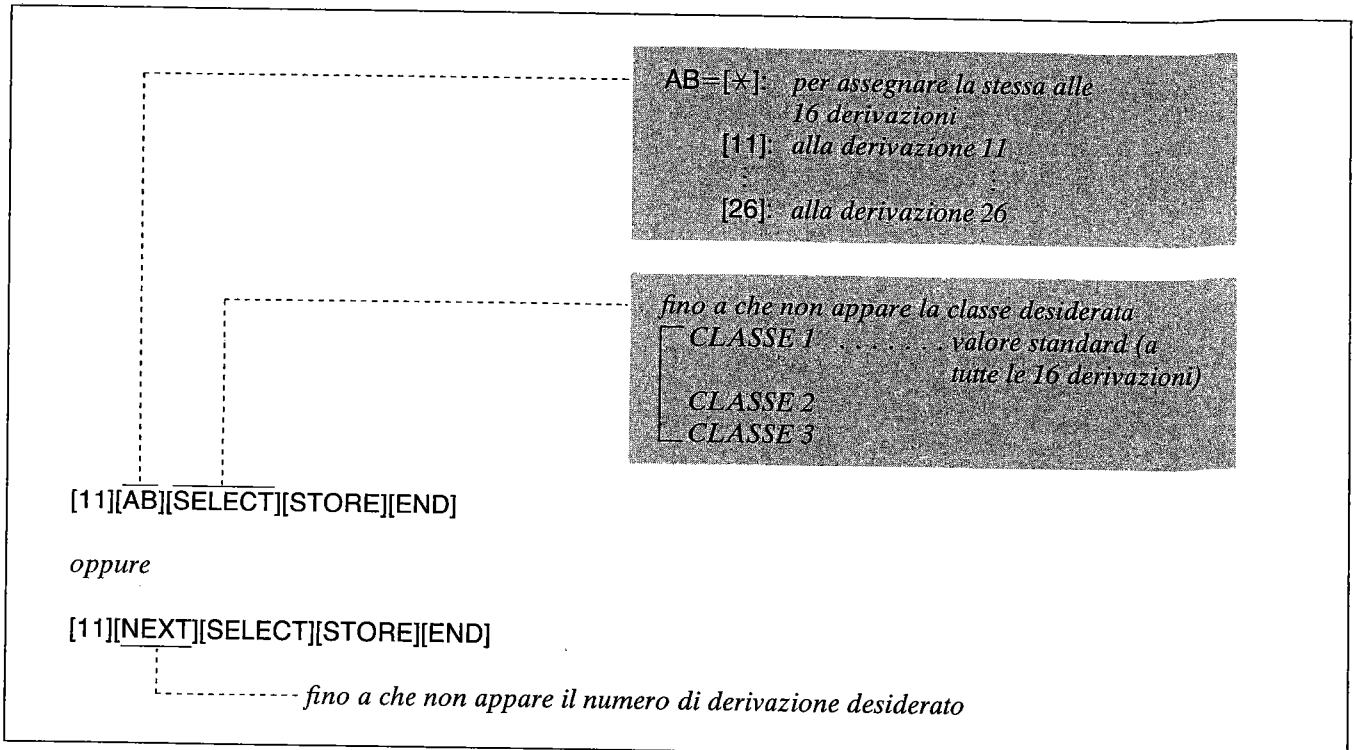 AB=[✳]: per assegnare la stessa alle
16 derivazioni
[11]: alla derivazione 11
[26]: alla derivazione 26
fino a che non appare la classe desiderata
CLASSE 1 . . . . . . . valore standard (a
tutte le 16 derivazioni)
CLASSE 2
CLASSE 3
[11][AB][SELECT][STORE][END]
oppure
[11][NEXT][SELECT][STORE][END]
fino a che non appare il numero di derivazione desiderato